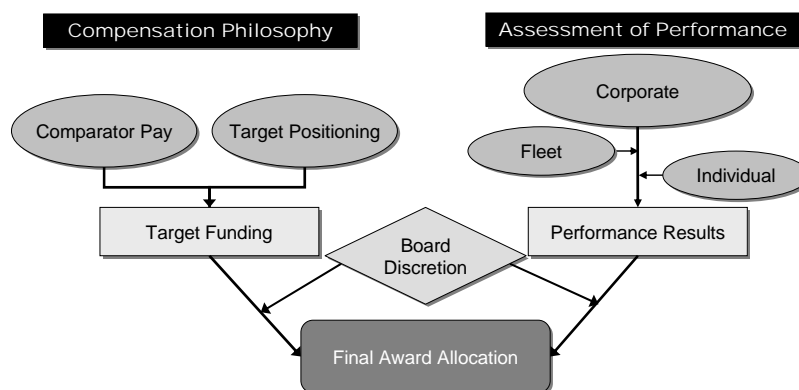 Compensation Philosophy
Assessment of Performance
Comparator Pay
Target Positioning
Corporate
Fleet
Individual
Target Funding
Board
Discretion
Performance Results
Final Award Allocation